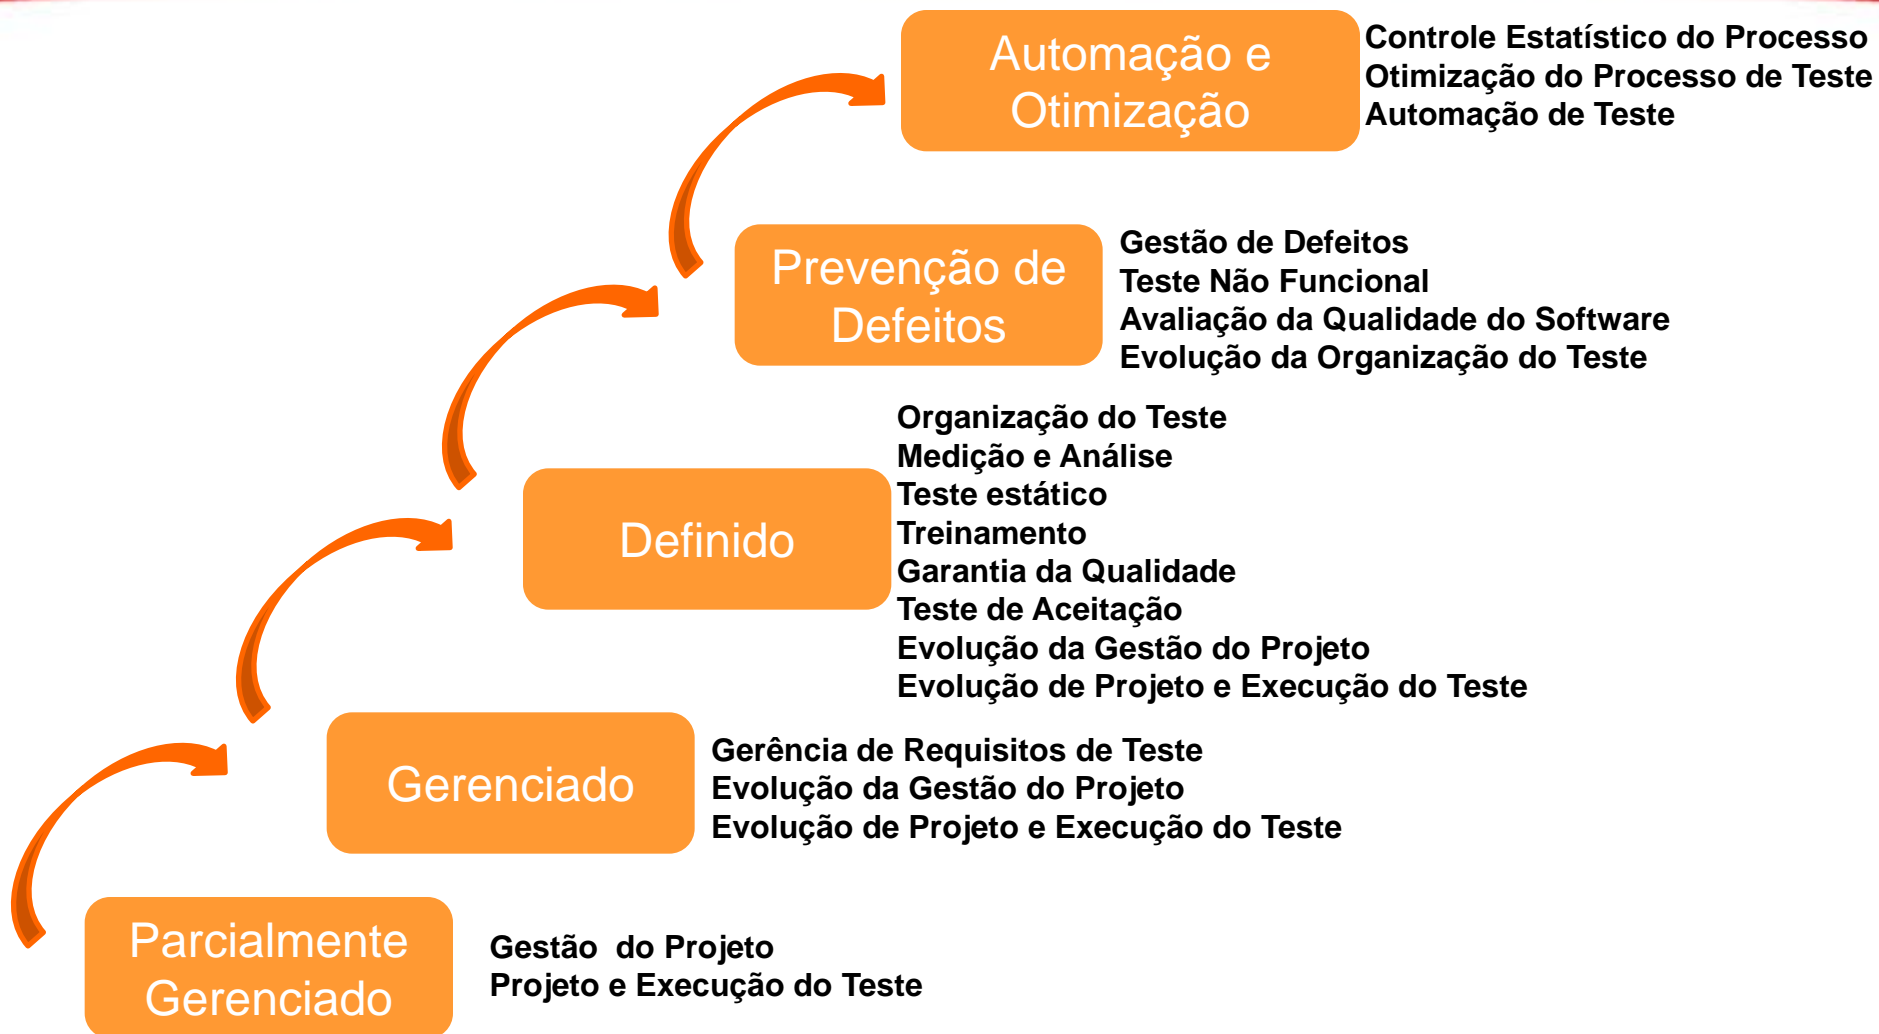 Automação e
Otimização
Controle Estatístico do Processo
Otimização do Processo de Teste
Automação de Teste
Prevenção de
Defeitos
Gestão de Defeitos
Teste Não Funcional
Avaliação da Qualidade do Software
Evolução da Organização do Teste
Definido
Organização do Teste
Medição e Análise
Teste estático
Treinamento
Garantia da Qualidade
Teste de Aceitação
Evolução da Gestão do Projeto
Evolução de Projeto e Execução do Teste
Gerenciado
Gerência de Requisitos de Teste
Evolução da Gestão do Projeto
Evolução de Projeto e Execução do Teste
Parcialmente
Gerenciado
Gestão  do Projeto
Projeto e Execução do Teste